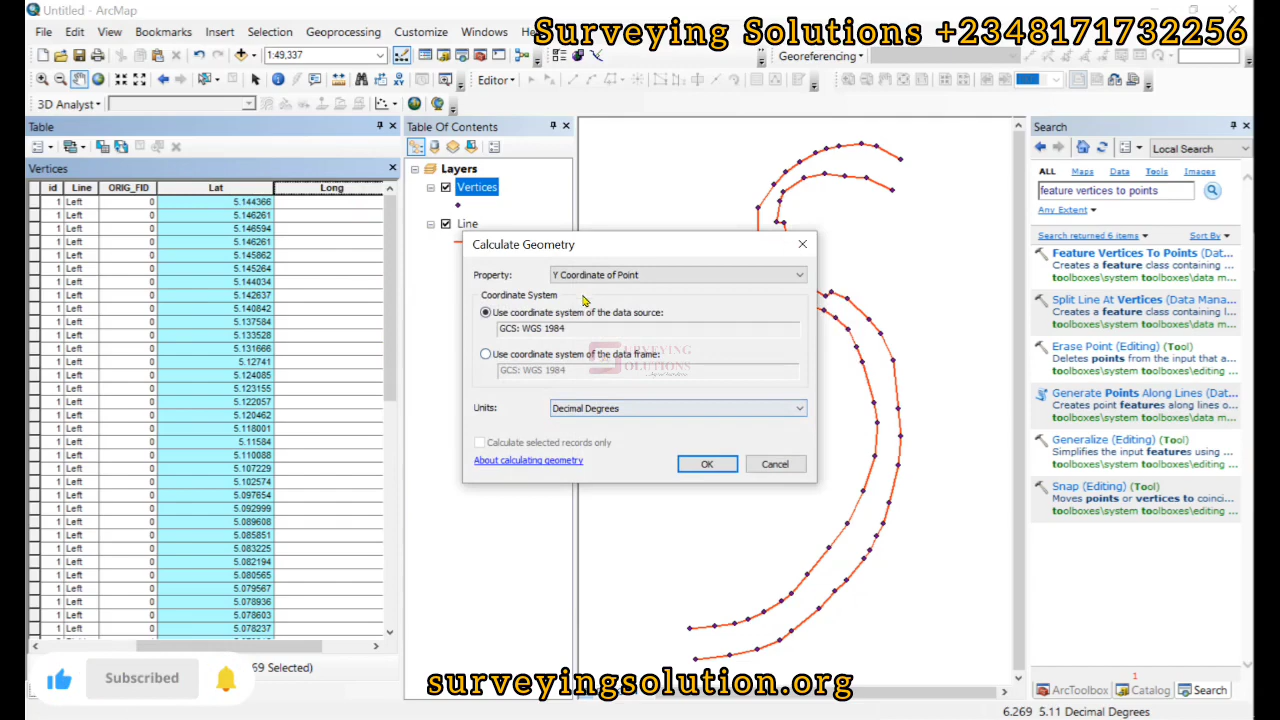 Untitled - ArcMap
Surveying Solutions +2348171732256
File Edit View Bookmarks Insert Selection Geoprocessing Customize Windows
1:49,337
Georeferencing
Editor
3D Analyst
Table
Vertices
id Line ORIG_FID Lat Long
1 Left 0 5.144366
1 Left 0 5.146261
1 Left 0 5.146594
1 Left 0 5.146261
1 Left 0 5.145862
1 Left 0 5.145264
1 Left 0 5.144034
1 Left 0 5.142637
1 Left 0 5.140842
1 Left 0 5.137584
1 Left 0 5.133528
1 Left 0 5.131666
1 Left 0 5.12741
1 Left 0 5.124085
1 Left 0 5.123155
1 Left 0 5.122057
1 Left 0 5.120462
1 Left 0 5.118001
1 Left 0 5.11584
1 Left 0 5.110088
1 Left 0 5.107229
1 Left 0 5.102574
1 Left 0 5.097654
1 Left 0 5.092999
1 Left 0 5.089608
1 Left 0 5.085851
1 Left 0 5.083225
1 Left 0 5.082194
1 Left 0 5.080565
1 Left 0 5.079567
1 Left 0 5.078936
1 Left 0 5.078603
1 Left 0 5.078237
69 Selected)
Subscribed
Table Of Contents
Layers
Vertices
Line
Calculate Geometry
Property: Y Coordinate of Point
Coordinate System
Use coordinate system of the data source:
GCS: WGS 1984
Use coordinate system of the data frame:
GCS: WGS 1984
SURVEYING
SOLUTIONS
Units: Decimal Degrees
Calculate selected records only
About calculating geometry
OK Cancel
Search
Local Search
ALL Maps Data Tools Images
feature vertices to points
Any Extent
Search returned 6 items Sort By
Feature Vertices To Points (Dat...
Creates a feature class containing ...
toolboxes\system toolboxes\data m...
Split Line At Vertices (Data Mana...
Creates a feature class containing ...
toolboxes\system toolboxes\data m...
Erase Point (Editing) (Tool)
Deletes points from the input that a...
toolboxes\system toolboxes\editing ...
Generate Points Along Lines (Dat...
Creates point features along lines o...
toolboxes\system toolboxes\data m...
Generalize (Editing) (Tool)
Simplifies the input features using ...
toolboxes\system toolboxes\editing ...
Snap (Editing) (Tool)
Moves points or vertices to coinci...
toolboxes\system toolboxes\editing ...
1
ArcToolbox Catalog Search
surveyingsolution.org
6.269 5.11 Decimal Degrees